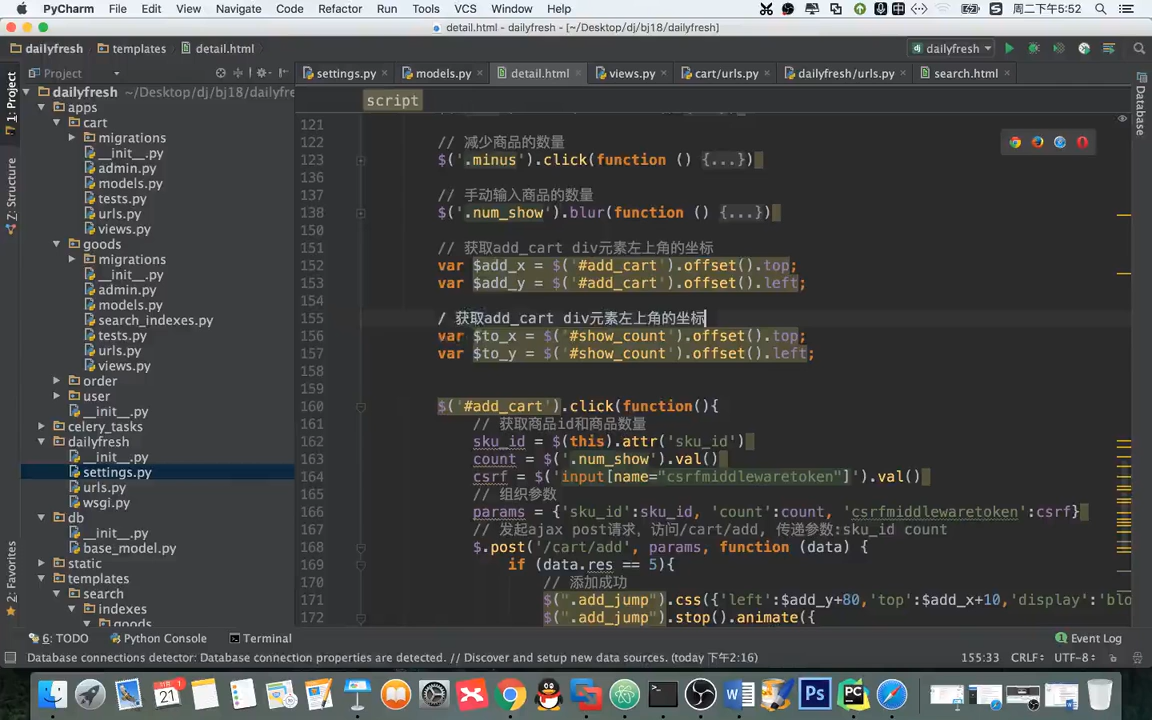 PyCharm File Edit View Navigate Code Refactor Run Tools VCS Window Help 周二下午5:52
detail.html - dailyfresh - [~/Desktop/dj/bj18/dailyfresh]
dailyfresh templates detail.html dailyfresh
Project settings.py models.py detail.html views.py cart/urls.py dailyfresh/urls.py search.html
1: Project
Z: Structure
2: Favorites
Database
dailyfresh ~/Desktop/dj/bj18/dailyfre
apps
cart
migrations
__init__.py
admin.py
models.py
tests.py
urls.py
views.py
goods
migrations
__init__.py
admin.py
models.py
search_indexes.py
tests.py
urls.py
views.py
order
user
__init__.py
celery_tasks
dailyfresh
__init__.py
settings.py
urls.py
wsgi.py
db
__init__.py
base_model.py
static
templates
search
indexes
goods
script
121
122 // 减少商品的数量
123 $('.minus').click(function () {...})
136
137 // 手动输入商品的数量
138 $('.num_show').blur(function () {...})
150
151 // 获取add_cart div元素左上角的坐标
152 var $add_x = $('#add_cart').offset().top;
153 var $add_y = $('#add_cart').offset().left;
154
155 / 获取add_cart div元素左上角的坐标
156 var $to_x = $('#show_count').offset().top;
157 var $to_y = $('#show_count').offset().left;
158
159
160 $('#add_cart').click(function(){
161 // 获取商品id和商品数量
162 sku_id = $(this).attr('sku_id')
163 count = $('.num_show').val()
164 csrf = $('input[name="csrfmiddlewaretoken"]').val()
165 // 组织参数
166 params = {'sku_id':sku_id, 'count':count, 'csrfmiddlewaretoken':csrf}
167 // 发起ajax post请求, 访问/cart/add, 传递参数:sku_id count
168 $.post('/cart/add', params, function (data) {
169 if (data.res == 5){
170 // 添加成功
171 $(".add_jump").css({'left':$add_y+80,'top':$add_x+10,'display':'blo
172 $(".add_jump").stop().animate({
6: TODO Python Console Terminal Event Log
Database connections detector: Database connection properties are detected. // Discover and setup new data sources. (today 下午2:16) 155:33 CRLF÷ UTF-8÷